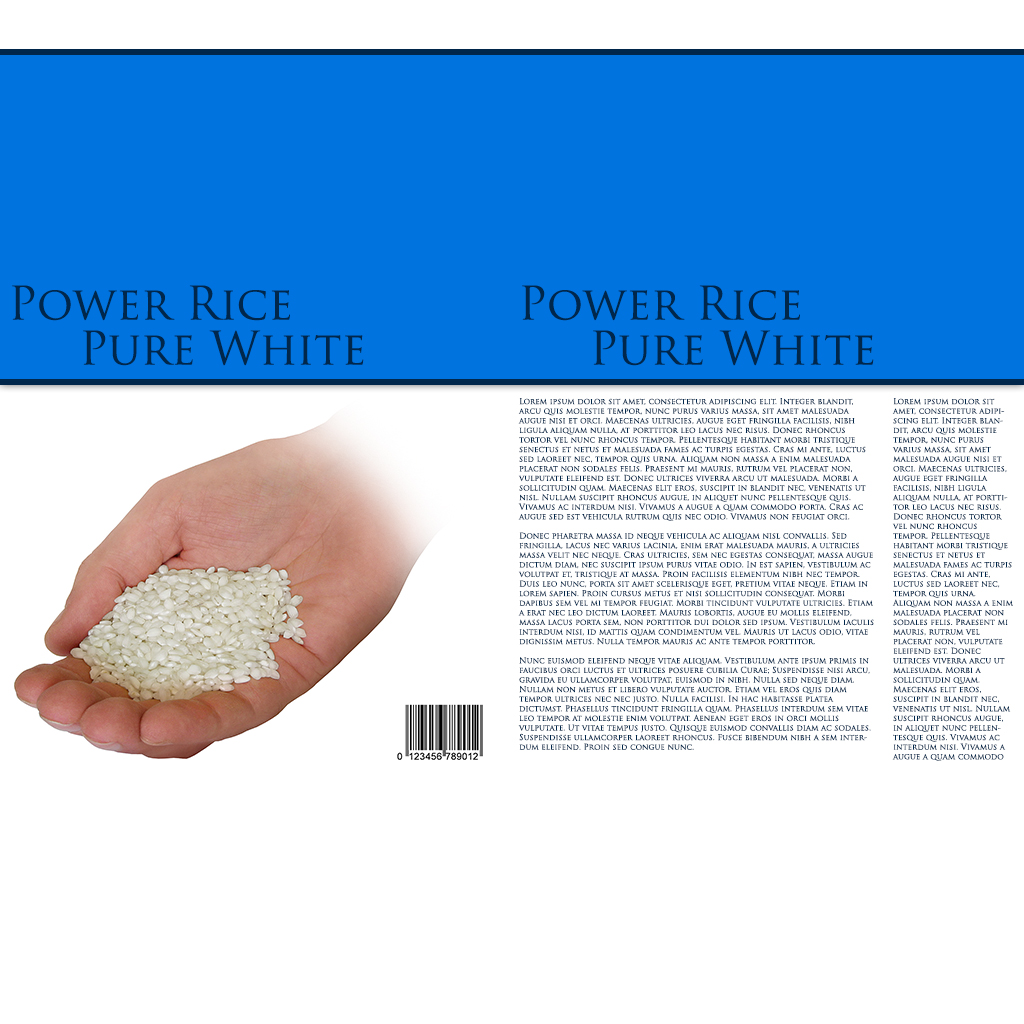 Power Rice
Pure White
Power Rice
Pure White
0 123456 789012
Lorem ipsum dolor sit amet, consectetur adipiscing elit. Integer blandit,
arcu quis molestie tempor, nunc purus varius massa, sit amet malesuada
augue nisi et orci. Maecenas ultricies, augue eget fringilla facilisis, nibh
ligula aliquam nulla, at porttitor leo lacus nec risus. Donec rhoncus
tortor vel nunc rhoncus tempor. Pellentesque habitant morbi tristique
senectus et netus et malesuada fames ac turpis egestas. Cras mi ante, luctus
sed laoreet nec, tempor quis urna. Aliquam non massa a enim malesuada
placerat non sodales felis. Praesent mi mauris, rutrum vel placerat non,
vulputate eleifend est. Donec ultrices viverra arcu ut malesuada. Morbi a
sollicitudin quam. Maecenas elit eros, suscipit in blandit nec, venenatis ut
nisl. Nullam suscipit rhoncus augue, in aliquet nunc pellentesque quis.
Vivamus ac interdum nisi. Vivamus a augue a quam commodo porta. Cras ac
augue sed est vehicula rutrum quis nec odio. Vivamus non feugiat orci.
Donec pharetra massa id neque vehicula ac aliquam nisl convallis. Sed
fringilla, lacus nec varius lacinia, enim erat malesuada mauris, a ultricies
massa velit nec neque. Cras ultricies, sem nec egestas consequat, massa augue
dictum diam, nec suscipit ipsum purus vitae odio. In est sapien, vestibulum ac
volutpat et, tristique at massa. Proin facilisis elementum nibh nec tempor.
Duis leo nunc, porta sit amet scelerisque eget, pretium vitae neque. Etiam in
lorem sapien. Proin cursus metus et nisi sollicitudin consequat. Morbi
dapibus sem vel mi tempor feugiat. Morbi tincidunt vulputate ultricies. Etiam
a erat nec leo dictum laoreet. Mauris lobortis, augue eu mollis eleifend,
massa lacus porta sem, non porttitor dui dolor sed ipsum. Vestibulum iaculis
interdum nisi, id mattis quam condimentum vel. Mauris ut lacus odio, vitae
dignissim metus. Nulla tempor mauris ac ante tempor porttitor.
Nunc euismod eleifend neque vitae aliquam. Vestibulum ante ipsum primis in
faucibus orci luctus et ultrices posuere cubilia Curae; Suspendisse nisi arcu,
gravida eu ullamcorper volutpat, euismod in nibh. Nulla sed neque diam.
Nullam non metus et libero vulputate auctor. Etiam vel eros quis diam
tempor ultrices nec nec justo. Nulla facilisi. In hac habitasse platea
dictumst. Phasellus tincidunt fringilla quam. Phasellus interdum sem vitae
leo tempor at molestie enim volutpat. Aenean eget eros in orci mollis
vulputate. Ut vitae tempus justo. Quisque euismod convallis diam ac sodales.
Suspendisse ullamcorper laoreet rhoncus. Fusce bibendum nibh a sem inter-
dum eleifend. Proin sed congue nunc.
Lorem ipsum dolor sit
amet, consectetur adipi-
scing elit. Integer blan-
dit, arcu quis molestie
tempor, nunc purus
varius massa, sit amet
malesuada augue nisi et
orci. Maecenas ultricies,
augue eget fringilla
facilisis, nibh ligula
aliquam nulla, at portti-
tor leo lacus nec risus.
Donec rhoncus tortor
vel nunc rhoncus
tempor. Pellentesque
habitant morbi tristique
senectus et netus et
malesuada fames ac turpis
egestas. Cras mi ante,
luctus sed laoreet nec,
tempor quis urna.
Aliquam non massa a enim
malesuada placerat non
sodales felis. Praesent mi
mauris, rutrum vel
placerat non, vulputate
eleifend est. Donec
ultrices viverra arcu ut
malesuada. Morbi a
sollicitudin quam.
Maecenas elit eros,
suscipit in blandit nec,
venenatis ut nisl. Nullam
suscipit rhoncus augue,
in aliquet nunc pellen-
tesque quis. Vivamus ac
interdum nisi. Vivamus a
augue a quam commodo